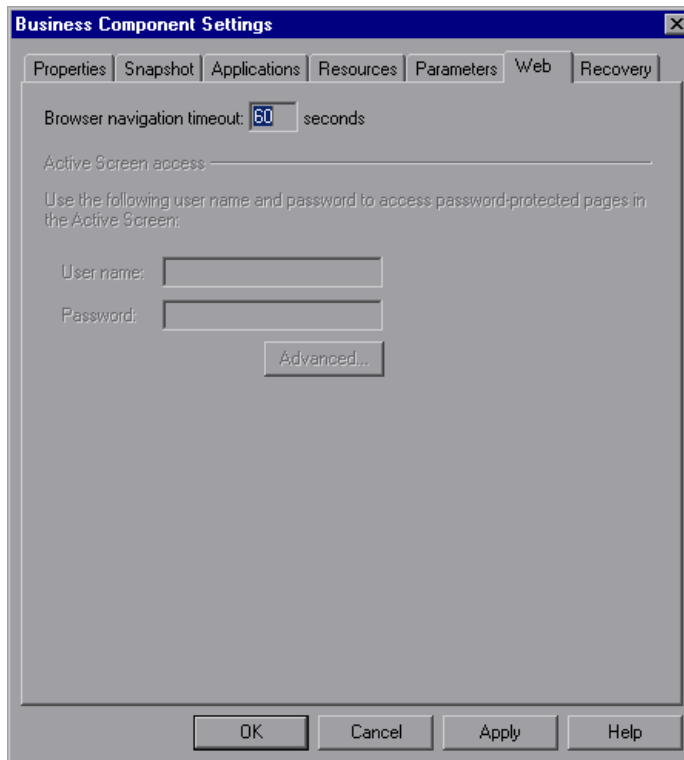 Business Component Settings
Properties Snapshot Applications Resources Parameters Web Recovery
Browser navigation timeout: 60 seconds
Active Screen access
Use the following user name and password to access password-protected pages in
the Active Screen:
User name:
Password:
Advanced...
OK Cancel Apply Help